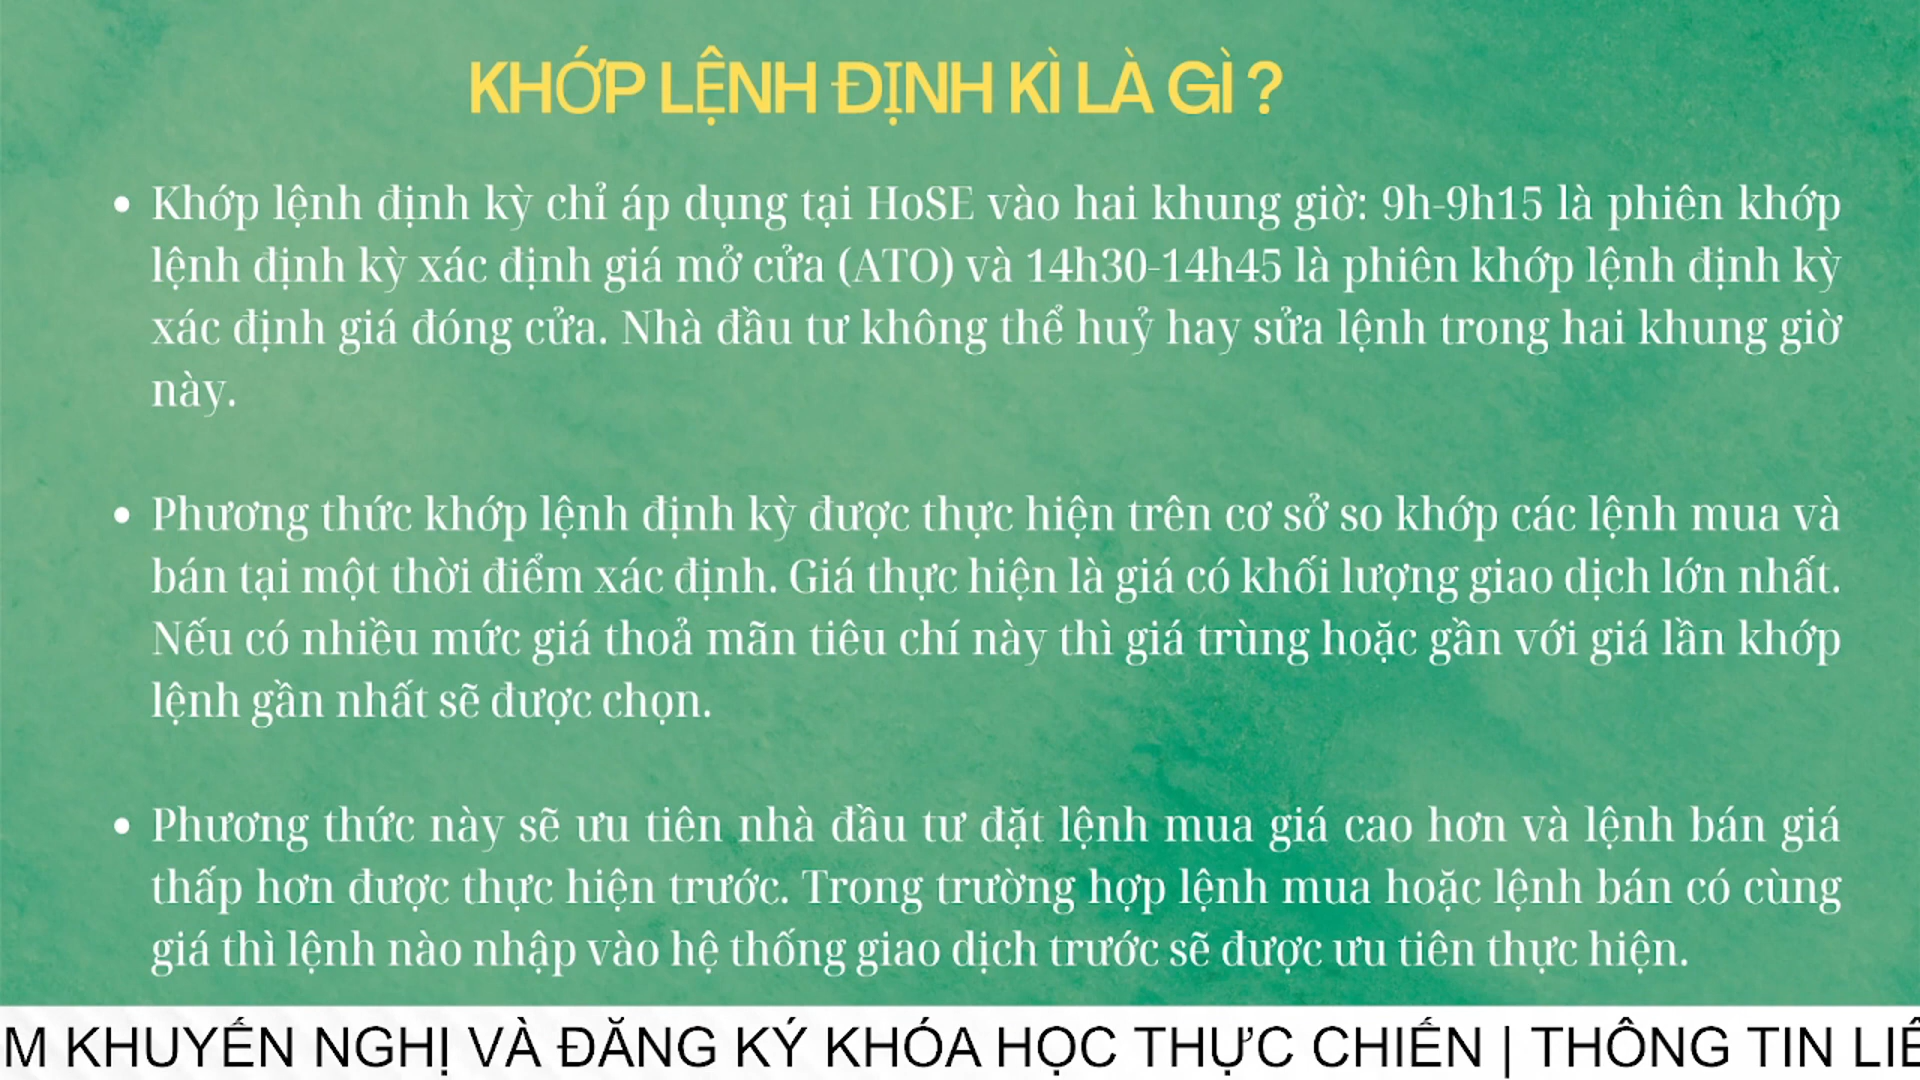 KHỚP LỆNH ĐỊNH KÌ LÀ GÌ ?
• Khớp lệnh định kỳ chỉ áp dụng tại HoSE vào hai khung giờ: 9h-9h15 là phiên khớp
lệnh định kỳ xác định giá mở cửa (ATO) và 14h30-14h45 là phiên khớp lệnh định kỳ
xác định giá đóng cửa. Nhà đầu tư không thể huỷ hay sửa lệnh trong hai khung giờ
này.
• Phương thức khớp lệnh định kỳ được thực hiện trên cơ sở so khớp các lệnh mua và
bán tại một thời điểm xác định. Giá thực hiện là giá có khối lượng giao dịch lớn nhất.
Nếu có nhiều mức giá thoả mãn tiêu chí này thì giá trùng hoặc gần với giá lần khớp
lệnh gần nhất sẽ được chọn.
• Phương thức này sẽ ưu tiên nhà đầu tư đặt lệnh mua giá cao hơn và lệnh bán giá
thấp hơn được thực hiện trước. Trong trường hợp lệnh mua hoặc lệnh bán có cùng
giá thì lệnh nào nhập vào hệ thống giao dịch trước sẽ được ưu tiên thực hiện.
M KHUYẾN NGHỊ VÀ ĐĂNG KÝ KHÓA HỌC THỰC CHIẾN | THÔNG TIN LIÊ